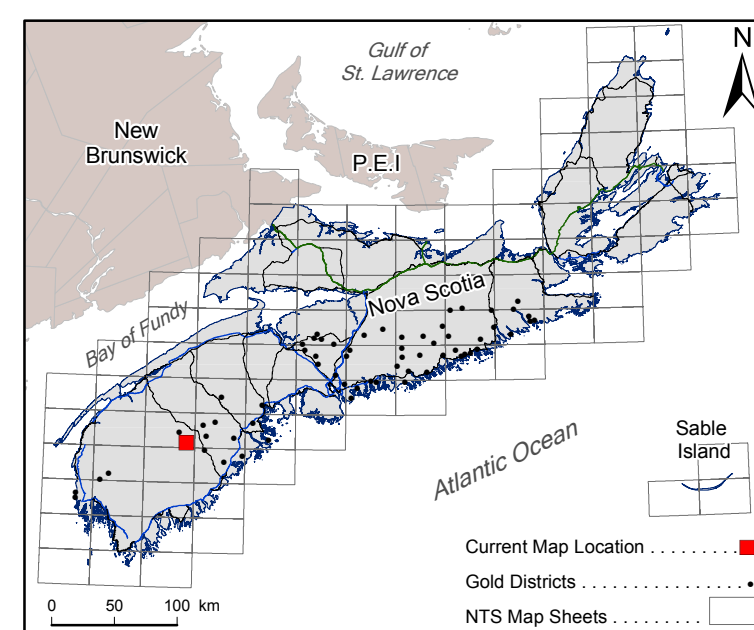 N
Gulf of
St. Lawrence
New
Brunswick
P.E.I
Nova Scotia
Bay of Fundy
Atlantic Ocean
Sable
Island
Current Map Location . . . . . . . . .
Gold Districts . . . . . . . . . . . . . . . . .
NTS Map Sheets . . . . . . . . .
0 50 100 km